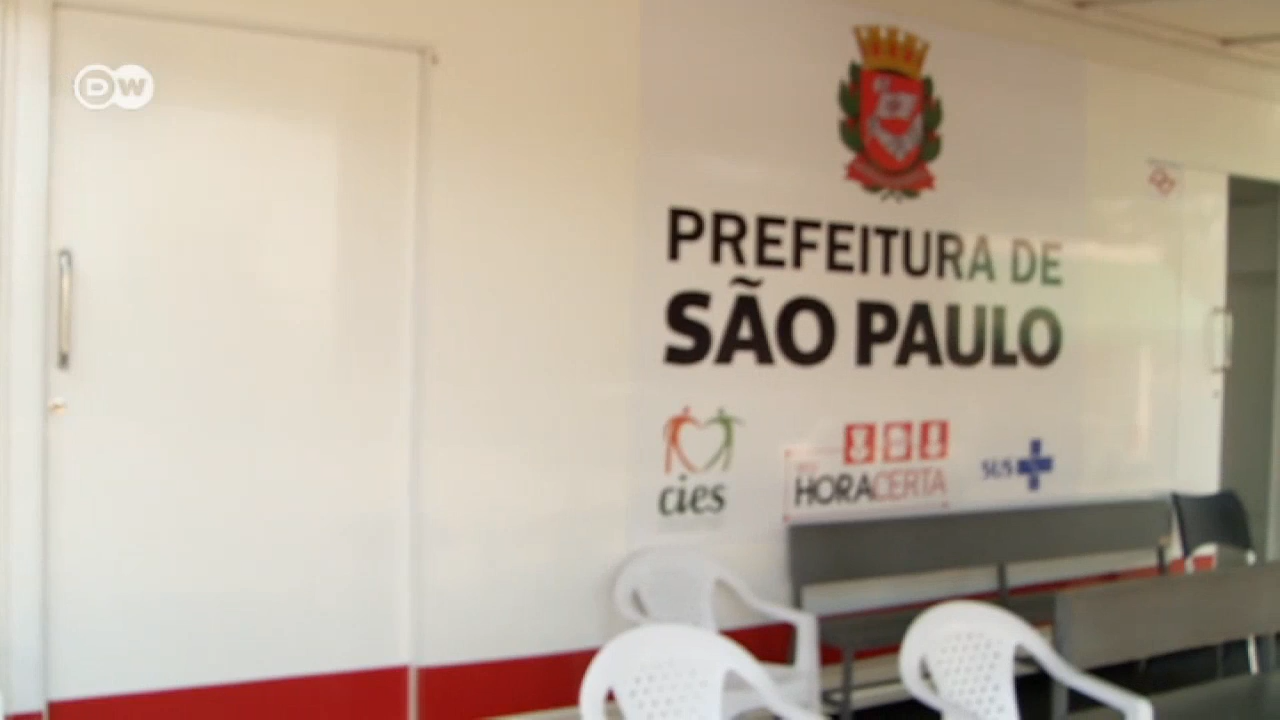 DW
PREFEITURA DE
SÃO PAULO
cies
HORACERTA
SUS